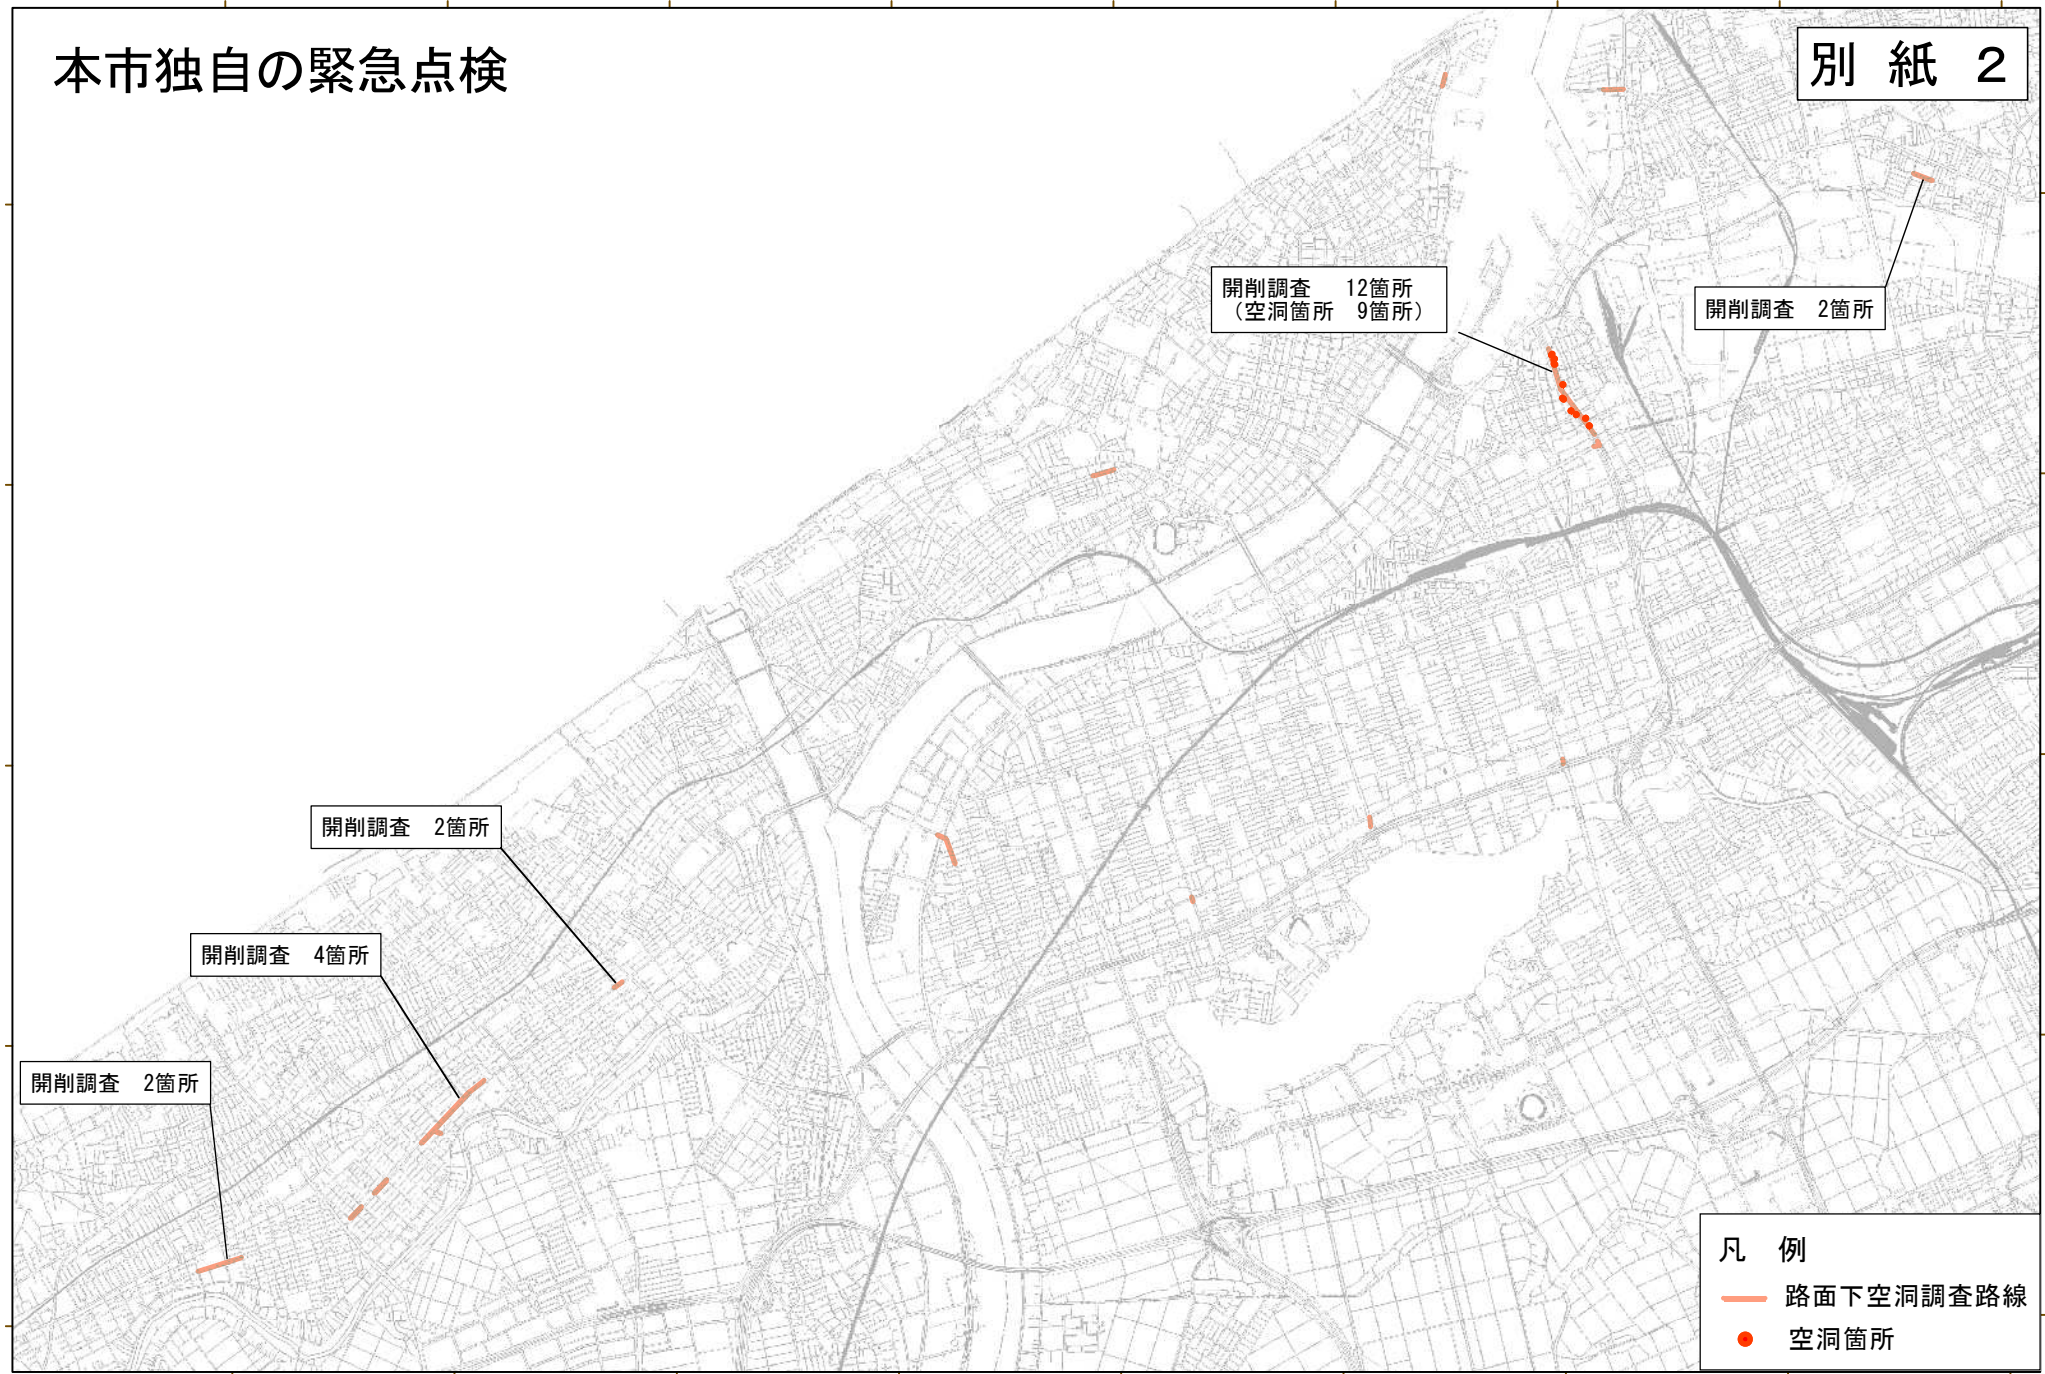 本市独自の緊急点検
別 紙 2
開削調査 12箇所
（空洞箇所 9箇所）
開削調査 2箇所
開削調査 2箇所
開削調査 4箇所
開削調査 2箇所
凡 例
路面下空洞調査路線
空洞箇所